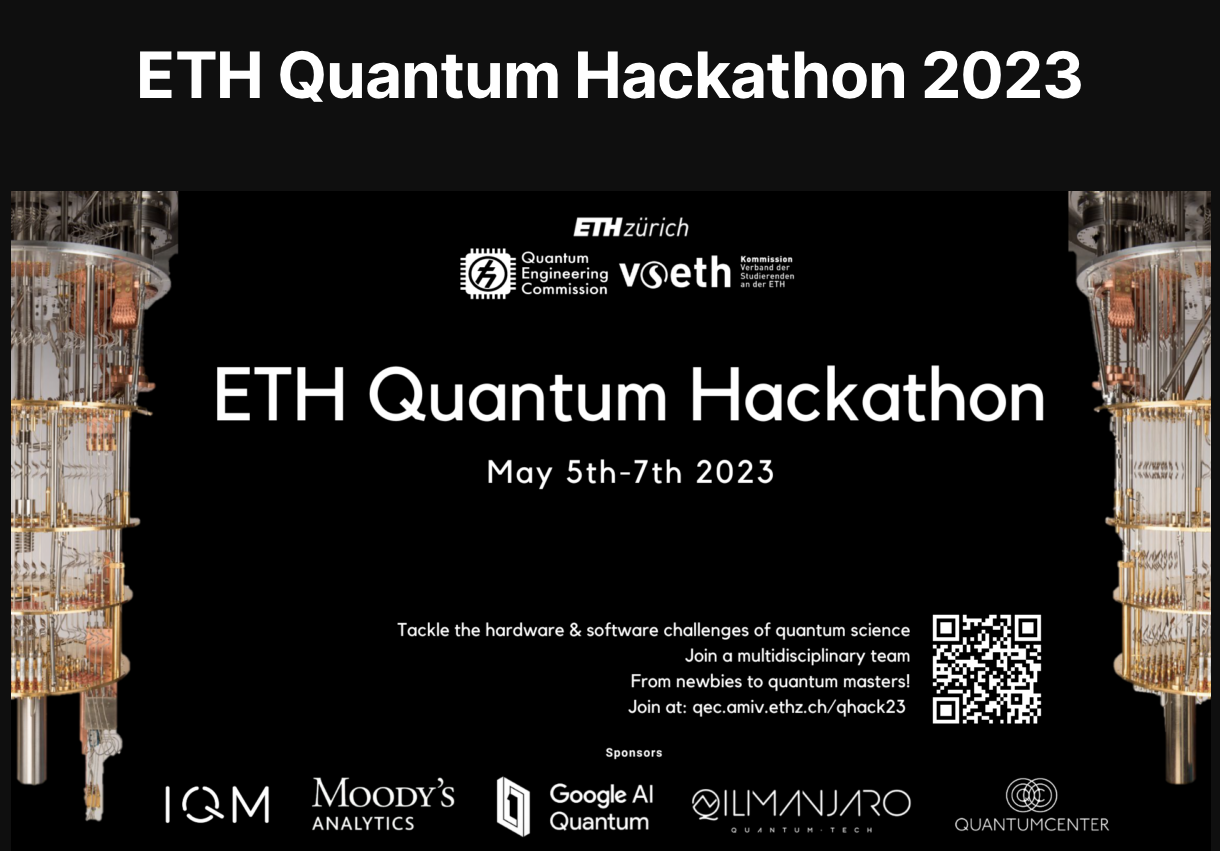 ETH Quantum Hackathon 2023
ETH zürich
Quantum
Engineering
Commission
vseth
Kommission
Verband der
Studierenden
an der ETH
ETH Quantum Hackathon
May 5th-7th 2023
Tackle the hardware & software challenges of quantum science
Join a multidisciplinary team
From newbies to quantum masters!
Join at: qec.amiv.ethz.ch/qhack23
Sponsors
IQM
MOODY'S
ANALYTICS
Google AI
Quantum
QILIMANJARO
QUANTUM·TECH
QUANTUMCENTER